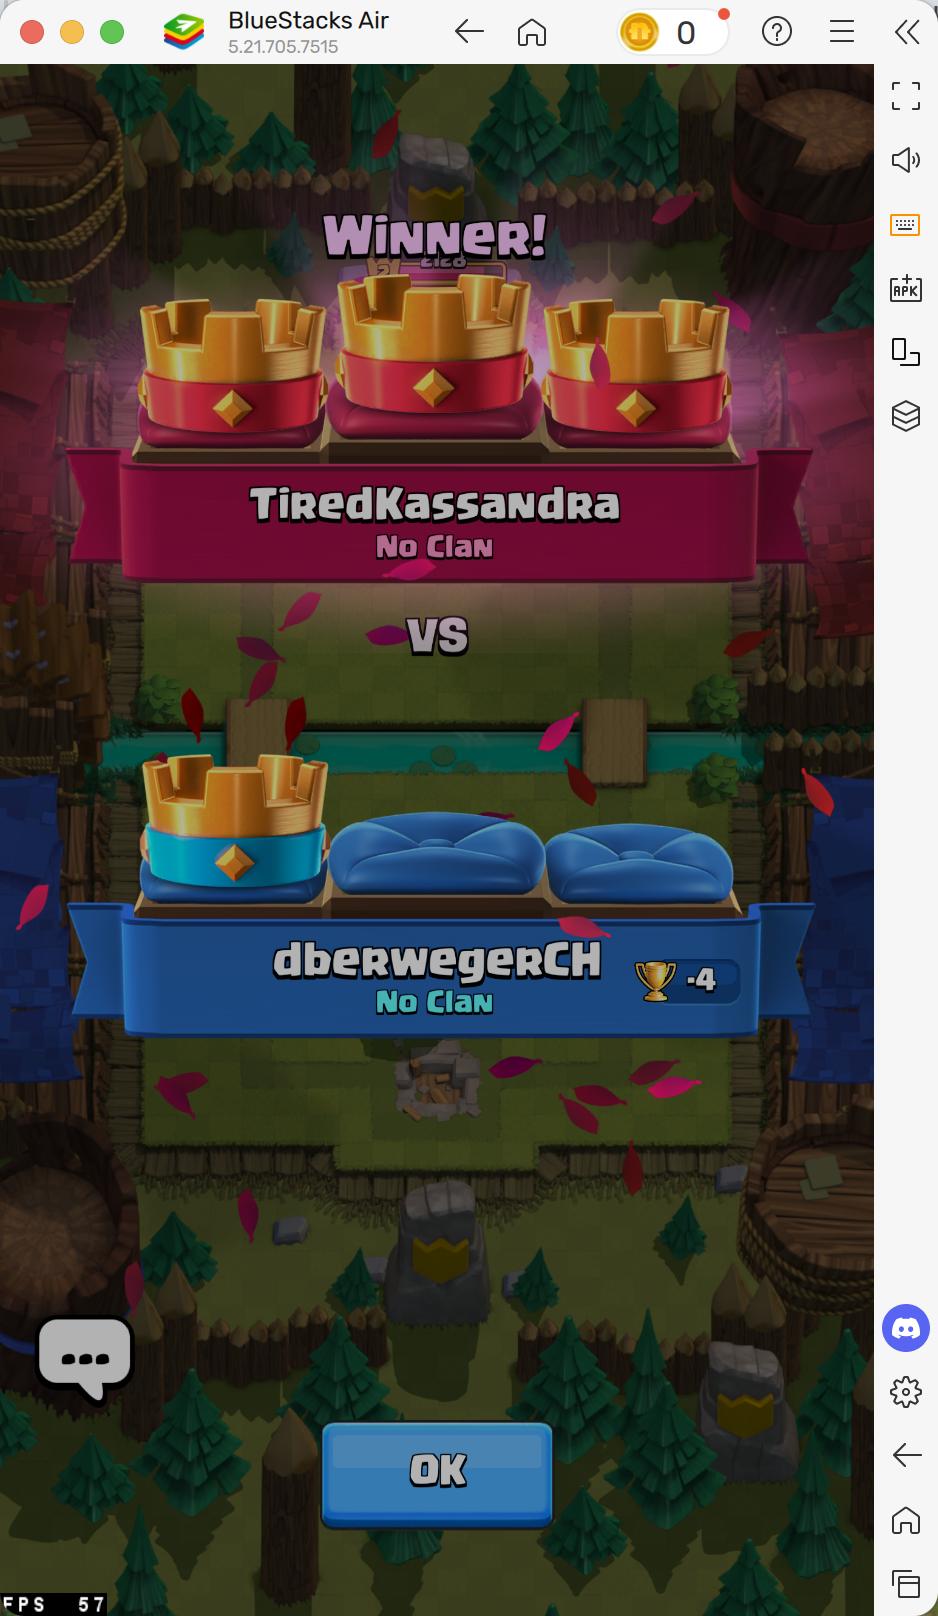 BlueStacks Air
5.21.705.7515
0
APK
Winner!
2128
TiredKassandra
No Clan
VS
dberwegerCH
-4
No Clan
OK
FPS 57